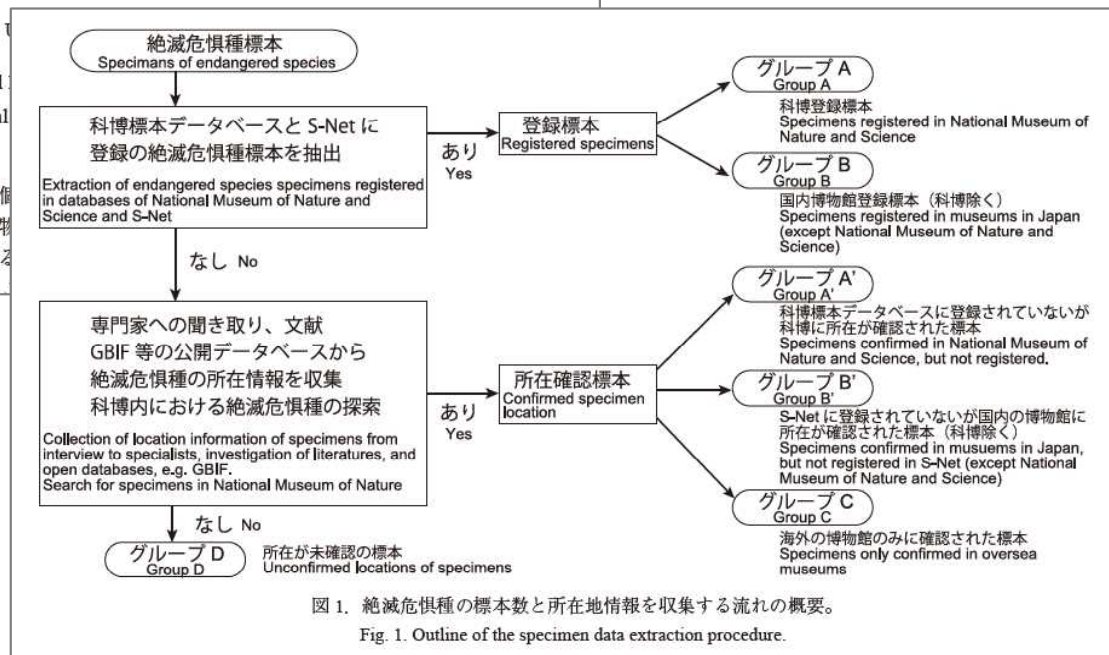 絶滅危惧種標本
Specimans of endangered species
科博標本データベースと S-Net に
登録の絶滅危惧種標本を抽出
Extraction of endangered species specimens registered
in databases of National Museum of Nature and
Science and S-Net
あり
Yes
登録標本
Registered specimens
グループ A
Group A
科博登録標本
Specimens registered in National Museum of
Nature and Science
グループ B
Group B
国内博物館登録標本（科博除く）
Specimens registered in museums in Japan
(except National Museum of Nature and
Science)
なし No
専門家への聞き取り、文献
GBIF 等の公開データベースから
絶滅危惧種の所在情報を収集
科博内における絶滅危惧種の探索
Collection of location information of specimens from
interview to specialists, investigation of literatures, and
open databases, e.g. GBIF.
Search for specimens in National Museum of Nature
あり
Yes
所在確認標本
Confirmed specimen
location
グループ A'
Group A'
科博標本データベースに登録されていないが
科博に所在が確認された標本
Specimens confirmed in National Museum of
Nature and Science, but not registered.
グループ B'
Group B'
S-Net に登録されていないが国内の博物館に
所在が確認された標本（科博除く）
Specimens confirmed in musuems in Japan,
but not registered in S-Net (except National
Museum of Nature and Science)
グループ C
Group C
海外の博物館のみに確認された標本
Specimens only confirmed in oversea
museums
なし No
グループ D
Group D
所在が未確認の標本
Unconfirmed locations of specimens
図 1. 絶滅危惧種の標本数と所在地情報を収集する流れの概要。
Fig. 1. Outline of the specimen data extraction procedure.